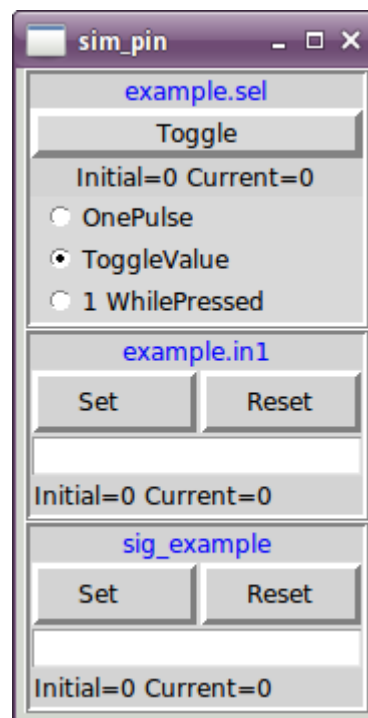 sim_pin
example.sel
Toggle
Initial=0 Current=0
OnePulse
ToggleValue
1 WhilePressed
example.in1
Set Reset
Initial=0 Current=0
sig_example
Set Reset
Initial=0 Current=0